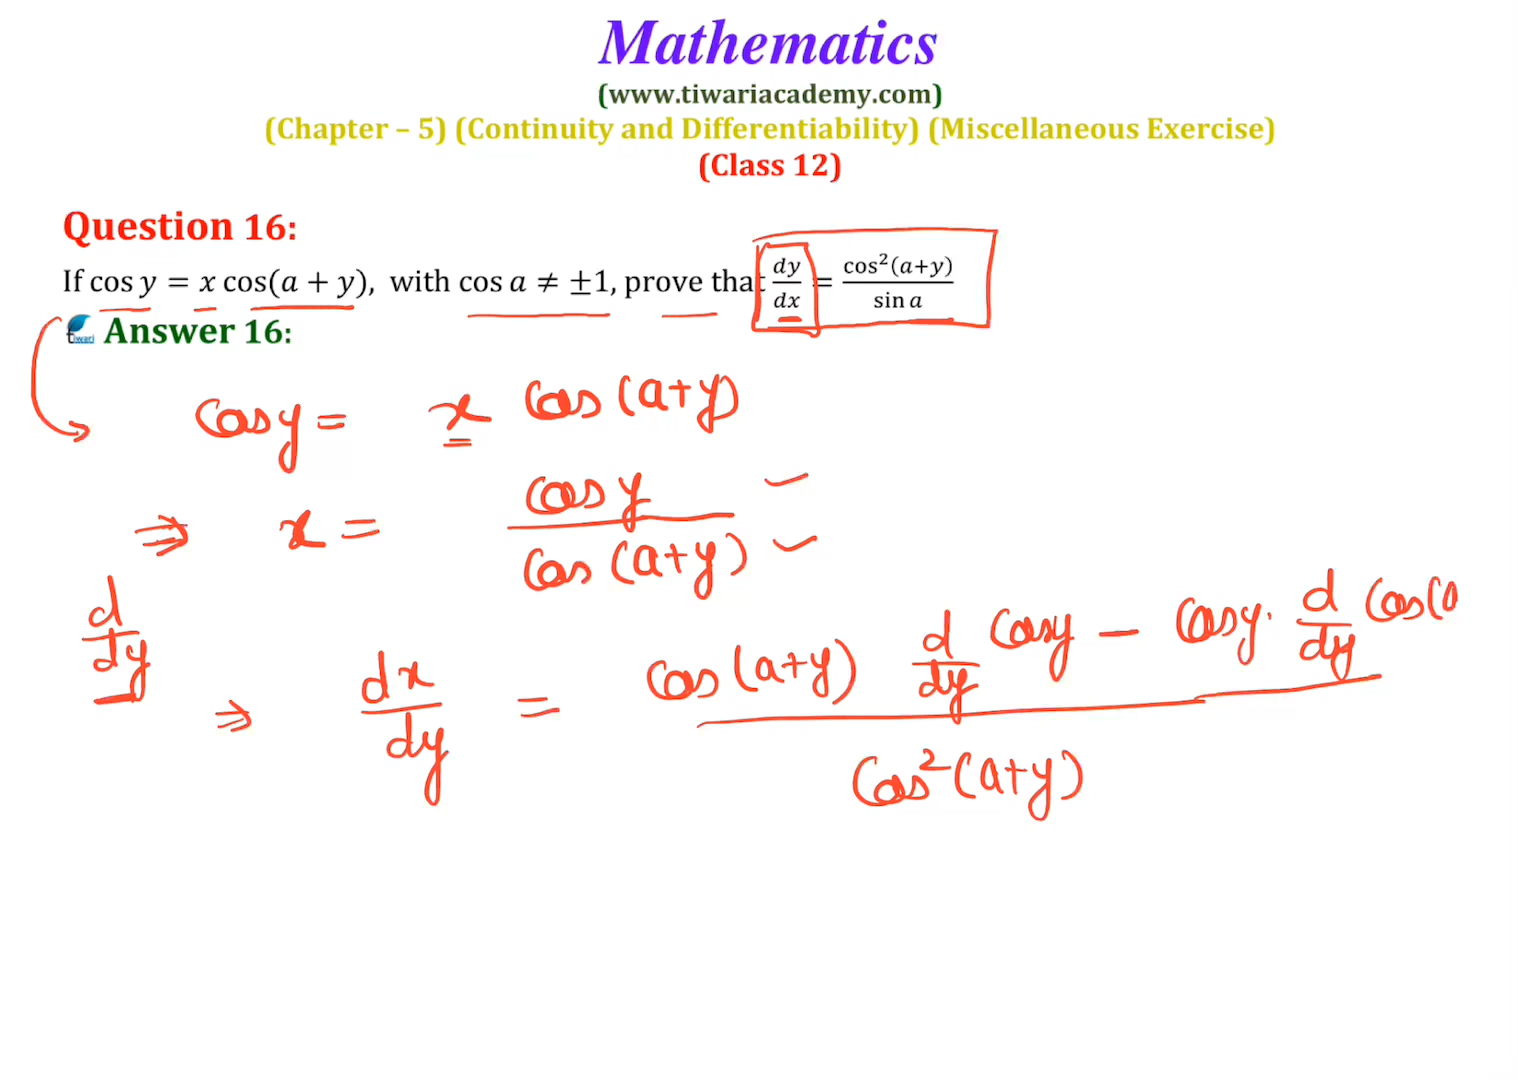 Mathematics
(www.tiwariacademy.com)
(Chapter – 5) (Continuity and Differentiability) (Miscellaneous Exercise)
(Class 12)
Question 16:
If cos y = x cos(a + y), with cos a ≠ ±1, prove that dy/dx = cos²(a+y)/sin a
tiwari Answer 16:
Cos y = x Cos (a+y)
⇒ x = Cos y / Cos (a+y)
d/dy
⇒ dx/dy = Cos (a+y) d/dy Cos y − Cos y · d/dy Cos( / Cos² (a+y)